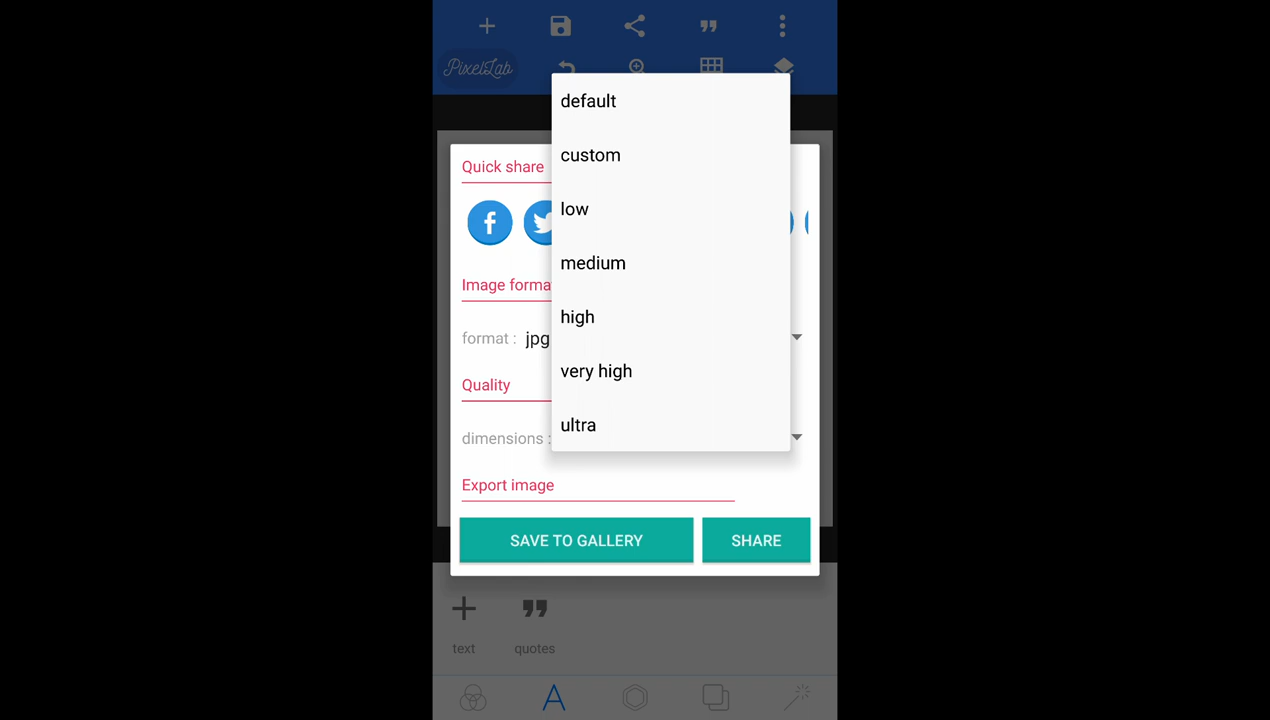 PixelLab
default
custom
low
medium
high
very high
ultra
Quick share
Image forma
format : jpg
Quality
dimensions :
Export image
SAVE TO GALLERY
SHARE
text
quotes